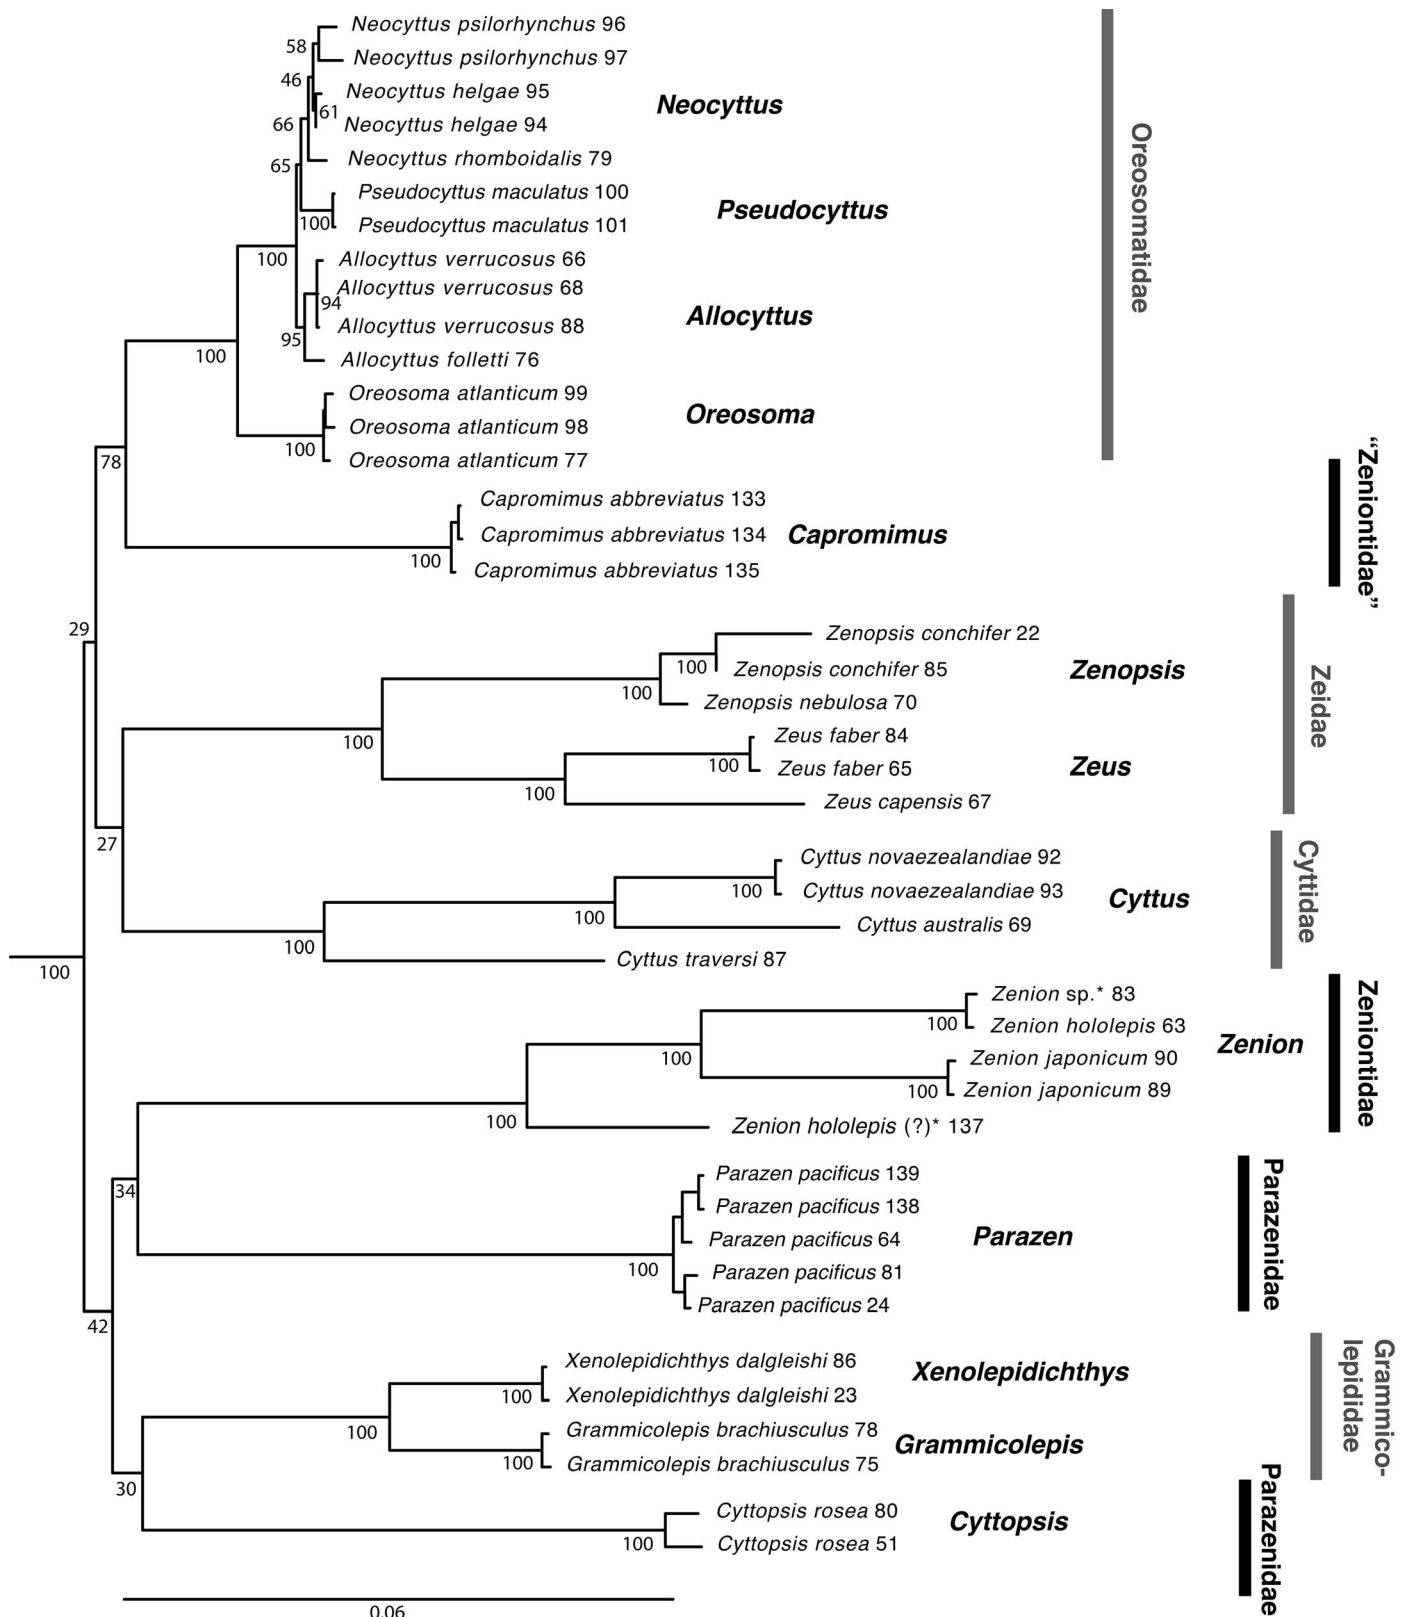 Neocyttus psilorhynchus 96
58
Neocyttus psilorhynchus 97
46
Neocyttus helgae 95
Neocyttus
61
66
Neocyttus helgae 94
Oreosomatidae
Neocyttus rhomboidalis 79
65
Pseudocyttus maculatus 100
Pseudocyttus
100
Pseudocyttus maculatus 101
100
Allocyttus verrucosus 66
Allocyttus verrucosus 68
94
Allocyttus
Allocyttus verrucosus 88
95
100
Allocyttus folletti 76
Oreosoma atlanticum 99
Oreosoma
Oreosoma atlanticum 98
100
78
Oreosoma atlanticum 77
“Zeniontidae”
Capromimus abbreviatus 133
Capromimus abbreviatus 134
Capromimus
100
Capromimus abbreviatus 135
29
Zenopsis conchifer 22
100
Zenopsis conchifer 85
Zenopsis
100
Zenopsis nebulosa 70
Zeidae
100
Zeus faber 84
100
Zeus faber 65
Zeus
100
Zeus capensis 67
27
Cyttus novaezealandiae 92
100
Cyttus novaezealandiae 93
Cyttus
Cyttidae
100
Cyttus australis 69
100
Cyttus traversi 87
100
Zenion sp.* 83
100
Zenion hololepis 63
Zenion
Zeniontidae
100
Zenion japonicum 90
100
Zenion japonicum 89
100
Zenion hololepis (?)* 137
34
Parazen pacificus 139
Parazen pacificus 138
Parazen
Parazenidae
Parazen pacificus 64
100
Parazen pacificus 81
Parazen pacificus 24
42
Xenolepidichthys dalgleishi 86
Xenolepidichthys
100
Xenolepidichthys dalgleishi 23
Grammico-
lepididae
100
Grammicolepis brachiusculus 78
Grammicolepis
100
Grammicolepis brachiusculus 75
30
Cyttopsis rosea 80
Cyttopsis
Parazenidae
100
Cyttopsis rosea 51
0.06